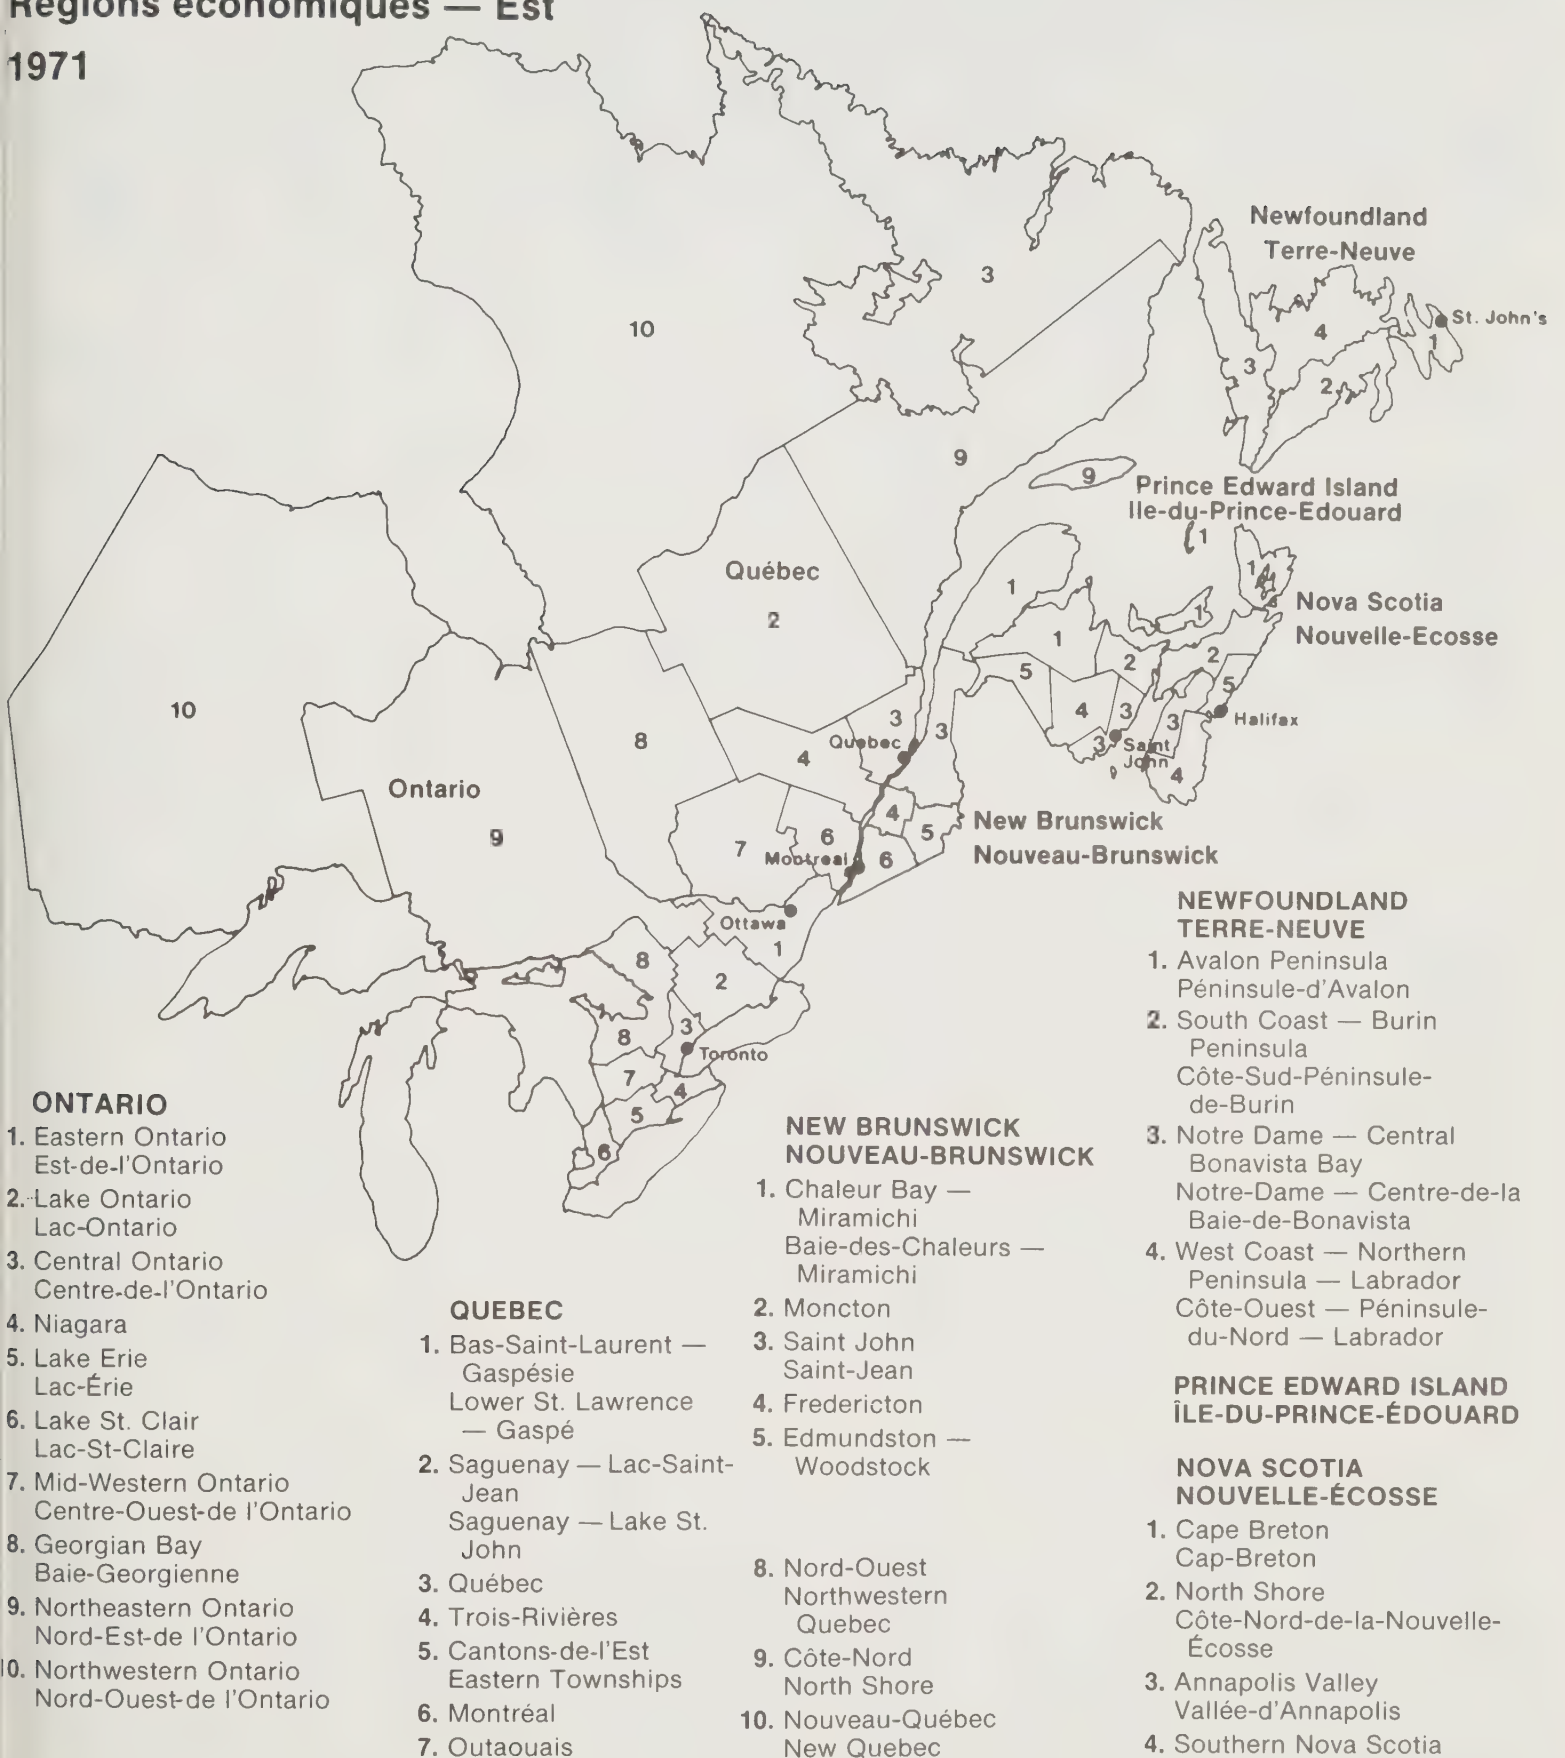 Régions économiques — Est
1971
Newfoundland
Terre-Neuve
St. John's
3
10
4
1
3
2
9
9
Prince Edward Island
Ile-du-Prince-Edouard
1
Québec
2
1
1
Nova Scotia
Nouvelle-Ecosse
1
1
2
2
5
5
10
8
3
3
4
3
3
Halifax
Quebec
4
3
Saint
John
4
Ontario
9
7
6
4
5
6
Montreal
New Brunswick
Nouveau-Brunswick
Ottawa
1
8
2
3
8
Toronto
7
4
5
6
ONTARIO
1. Eastern Ontario
Est-de-l'Ontario
2. Lake Ontario
Lac-Ontario
3. Central Ontario
Centre-de-l'Ontario
4. Niagara
5. Lake Erie
Lac-Érie
6. Lake St. Clair
Lac-St-Claire
7. Mid-Western Ontario
Centre-Ouest-de l'Ontario
8. Georgian Bay
Baie-Georgienne
9. Northeastern Ontario
Nord-Est-de l'Ontario
10. Northwestern Ontario
Nord-Ouest-de l'Ontario
QUEBEC
1. Bas-Saint-Laurent —
Gaspésie
Lower St. Lawrence
— Gaspé
2. Saguenay — Lac-Saint-
Jean
Saguenay — Lake St.
John
3. Québec
4. Trois-Rivières
5. Cantons-de-l'Est
Eastern Townships
6. Montréal
7. Outaouais
8. Nord-Ouest
Northwestern
Quebec
9. Côte-Nord
North Shore
10. Nouveau-Québec
New Quebec
NEW BRUNSWICK
NOUVEAU-BRUNSWICK
1. Chaleur Bay —
Miramichi
Baie-des-Chaleurs —
Miramichi
2. Moncton
3. Saint John
Saint-Jean
4. Fredericton
5. Edmundston —
Woodstock
NEWFOUNDLAND
TERRE-NEUVE
1. Avalon Peninsula
Péninsule-d'Avalon
2. South Coast — Burin
Peninsula
Côte-Sud-Péninsule-
de-Burin
3. Notre Dame — Central
Bonavista Bay
Notre-Dame — Centre-de-la
Baie-de-Bonavista
4. West Coast — Northern
Peninsula — Labrador
Côte-Ouest — Péninsule-
du-Nord — Labrador
PRINCE EDWARD ISLAND
ÎLE-DU-PRINCE-ÉDOUARD
NOVA SCOTIA
NOUVELLE-ÉCOSSE
1. Cape Breton
Cap-Breton
2. North Shore
Côte-Nord-de-la-Nouvelle-
Écosse
3. Annapolis Valley
Vallée-d'Annapolis
4. Southern Nova Scotia